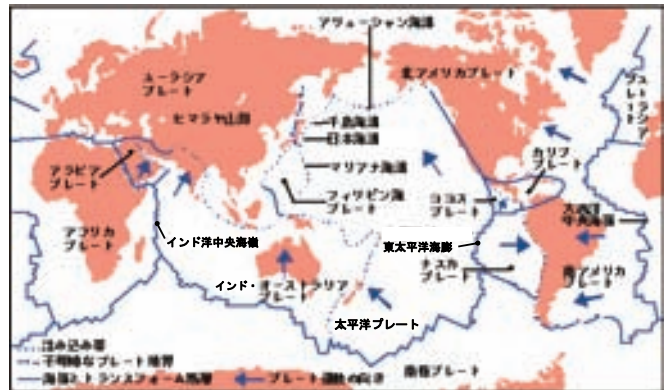 アリューシャン海溝
ユーラシア
プレート
北アメリカプレート
ヒマラヤ山脈
千島海溝
日本海溝
マリアナ海溝
フィリピン海
プレート
アラビア
プレート
カリブ
プレート
ココス
プレート
アフリカ
プレート
インド洋中央海嶺
東太平洋海膨
ナスカ
プレート
南アメリカ
プレート
インド・オーストラリア
プレート
太平洋プレート
南極プレート
沈み込み帯
不明瞭なプレート境界
海嶺とトランスフォーム断層
プレート運動の向き